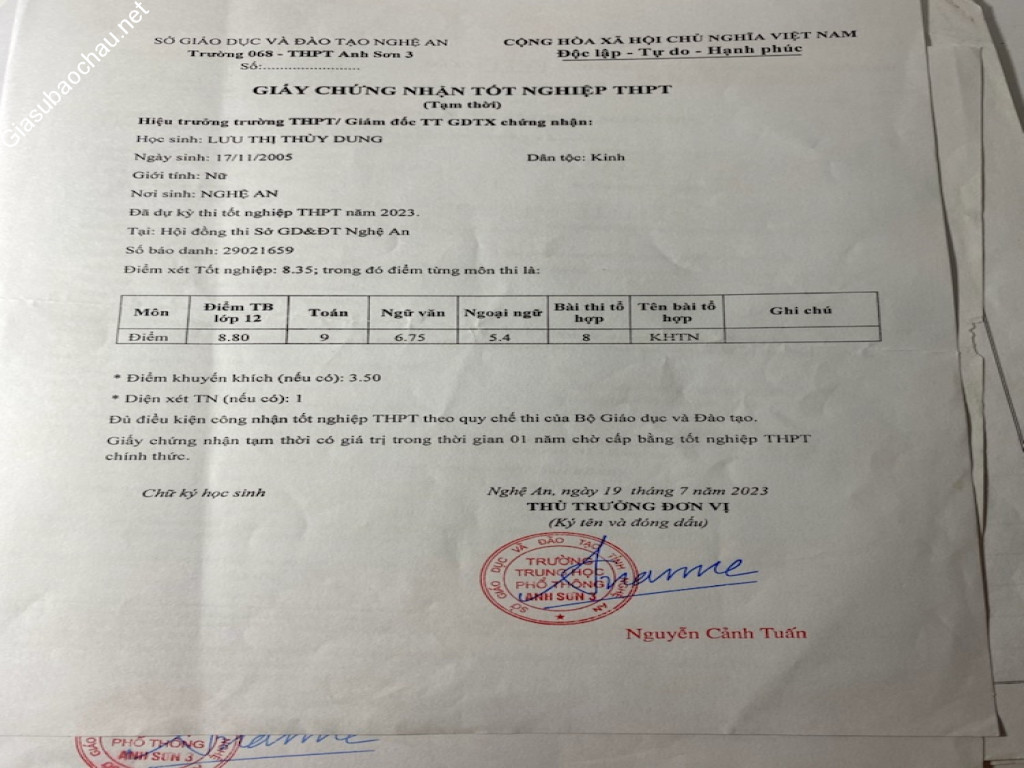 Giasubaochau.net
SỞ GIÁO DỤC VÀ ĐÀO TẠO NGHỆ AN
Trường 068 - THPT Anh Sơn 3
Số:........................
CỘNG HÒA XÃ HỘI CHỦ NGHĨA VIỆT NAM
Độc lập - Tự do - Hạnh phúc
GIẤY CHỨNG NHẬN TỐT NGHIỆP THPT
(Tạm thời)
Hiệu trưởng trường THPT/ Giám đốc TT GDTX chứng nhận:
Học sinh: LƯU THỊ THỦY DUNG
Ngày sinh: 17/11/2005 Dân tộc: Kinh
Giới tính: Nữ
Nơi sinh: NGHỆ AN
Đã dự kỳ thi tốt nghiệp THPT năm 2023.
Tại: Hội đồng thi Sở GD&ĐT Nghệ An
Số báo danh: 29021659
Điểm xét Tốt nghiệp: 8.35; trong đó điểm từng môn thi là:
Môn Điểm TB lớp 12 Toán Ngữ văn Ngoại ngữ Bài thi tổ hợp Tên bài tổ hợp Ghi chú
Điểm 8.80 9 6.75 5.4 8 KHTN
* Điểm khuyến khích (nếu có): 3.50
* Diện xét TN (nếu có): 1
Đủ điều kiện công nhận tốt nghiệp THPT theo quy chế thi của Bộ Giáo dục và Đào tạo.
Giấy chứng nhận tạm thời có giá trị trong thời gian 01 năm chờ cấp bằng tốt nghiệp THPT
chính thức.
Chữ ký học sinh
Nghệ An, ngày 19 tháng 7 năm 2023
THỦ TRƯỞNG ĐƠN VỊ
(Ký tên và đóng dấu)
SỞ GIÁO DỤC VÀ ĐÀO TẠO TỈNH NGHỆ AN
TRƯỜNG
TRUNG HỌC
PHỔ THÔNG
ANH SƠN 3
Nguyễn Cảnh Tuấn
PHỔ THÔNG
ANH SƠN 3